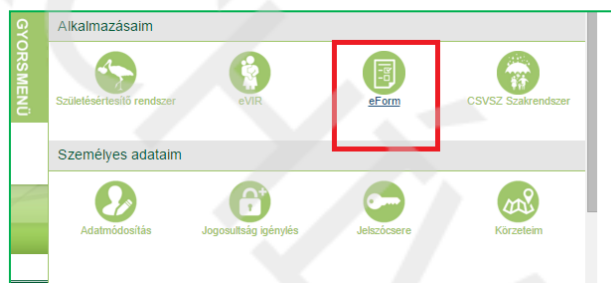 GYORSMENÜ
Alkalmazásaim
Születésértesítő rendszer
eVIR
eForm
CSVSZ Szakrendszer
Személyes adataim
Adatmódosítás
Jogosultság igénylés
Jelszócsere
Körzeteim